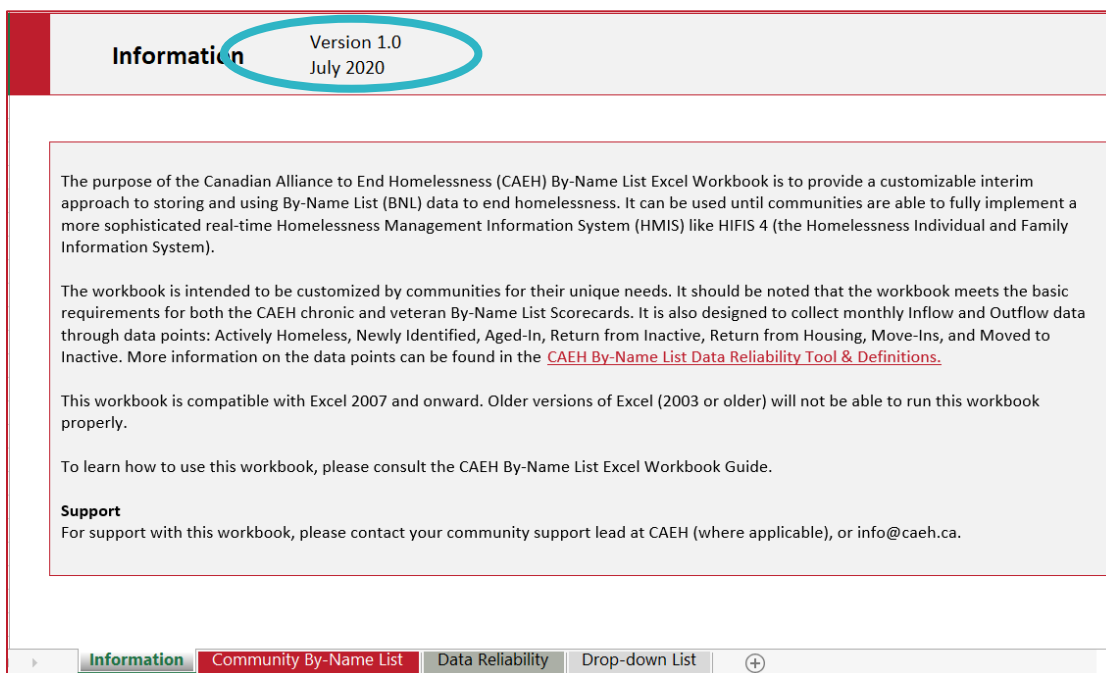 Information
Version 1.0
July 2020
The purpose of the Canadian Alliance to End Homelessness (CAEH) By-Name List Excel Workbook is to provide a customizable interim
approach to storing and using By-Name List (BNL) data to end homelessness. It can be used until communities are able to fully implement a
more sophisticated real-time Homelessness Management Information System (HMIS) like HIFIS 4 (the Homelessness Individual and Family
Information System).
The workbook is intended to be customized by communities for their unique needs. It should be noted that the workbook meets the basic
requirements for both the CAEH chronic and veteran By-Name List Scorecards. It is also designed to collect monthly Inflow and Outflow data
through data points: Actively Homeless, Newly Identified, Aged-In, Return from Inactive, Return from Housing, Move-Ins, and Moved to
Inactive. More information on the data points can be found in the CAEH By-Name List Data Reliability Tool & Definitions.
This workbook is compatible with Excel 2007 and onward. Older versions of Excel (2003 or older) will not be able to run this workbook
properly.
To learn how to use this workbook, please consult the CAEH By-Name List Excel Workbook Guide.
Support
For support with this workbook, please contact your community support lead at CAEH (where applicable), or info@caeh.ca.
Information Community By-Name List Data Reliability Drop-down List